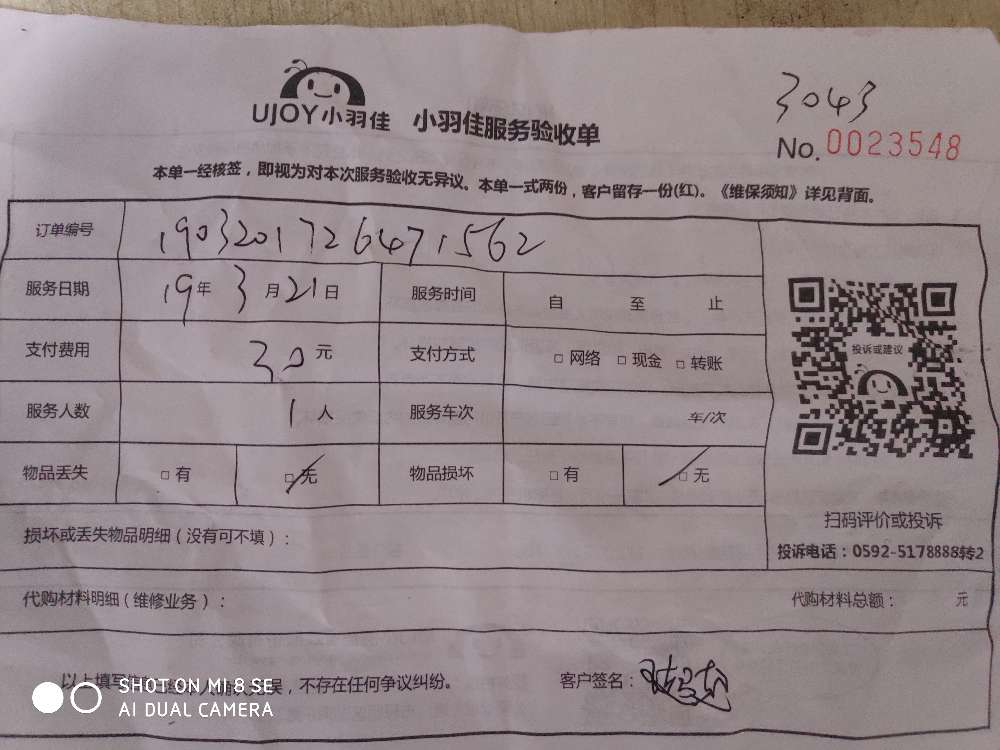 3043
UJOY小羽佳 小羽佳服务验收单
No.0023548
本单一经核签，即视为对本次服务验收无异议。本单一式两份，客户留存一份(红)。《维保须知》详见背面。
订单编号 190320172647 1562
服务日期 19年 3月21日 服务时间 自 至 止
支付费用 30元 支付方式 □ 网络 □ 现金 □ 转账
投诉或建议
服务人数 1人 服务车次 年/次
物品丢失 □ 有 □ 无 物品损坏 □ 有 □ 无
扫码评价或投诉
损坏或丢失物品明细（没有可不填）：
投诉电话：0592-5178888转2
代购材料明细（维修业务）： 代购材料总额： 元
以上填写 误，不存在任何争议纠纷。 客户签名：
SHOT ON MI 8 SE
AI DUAL CAMERA